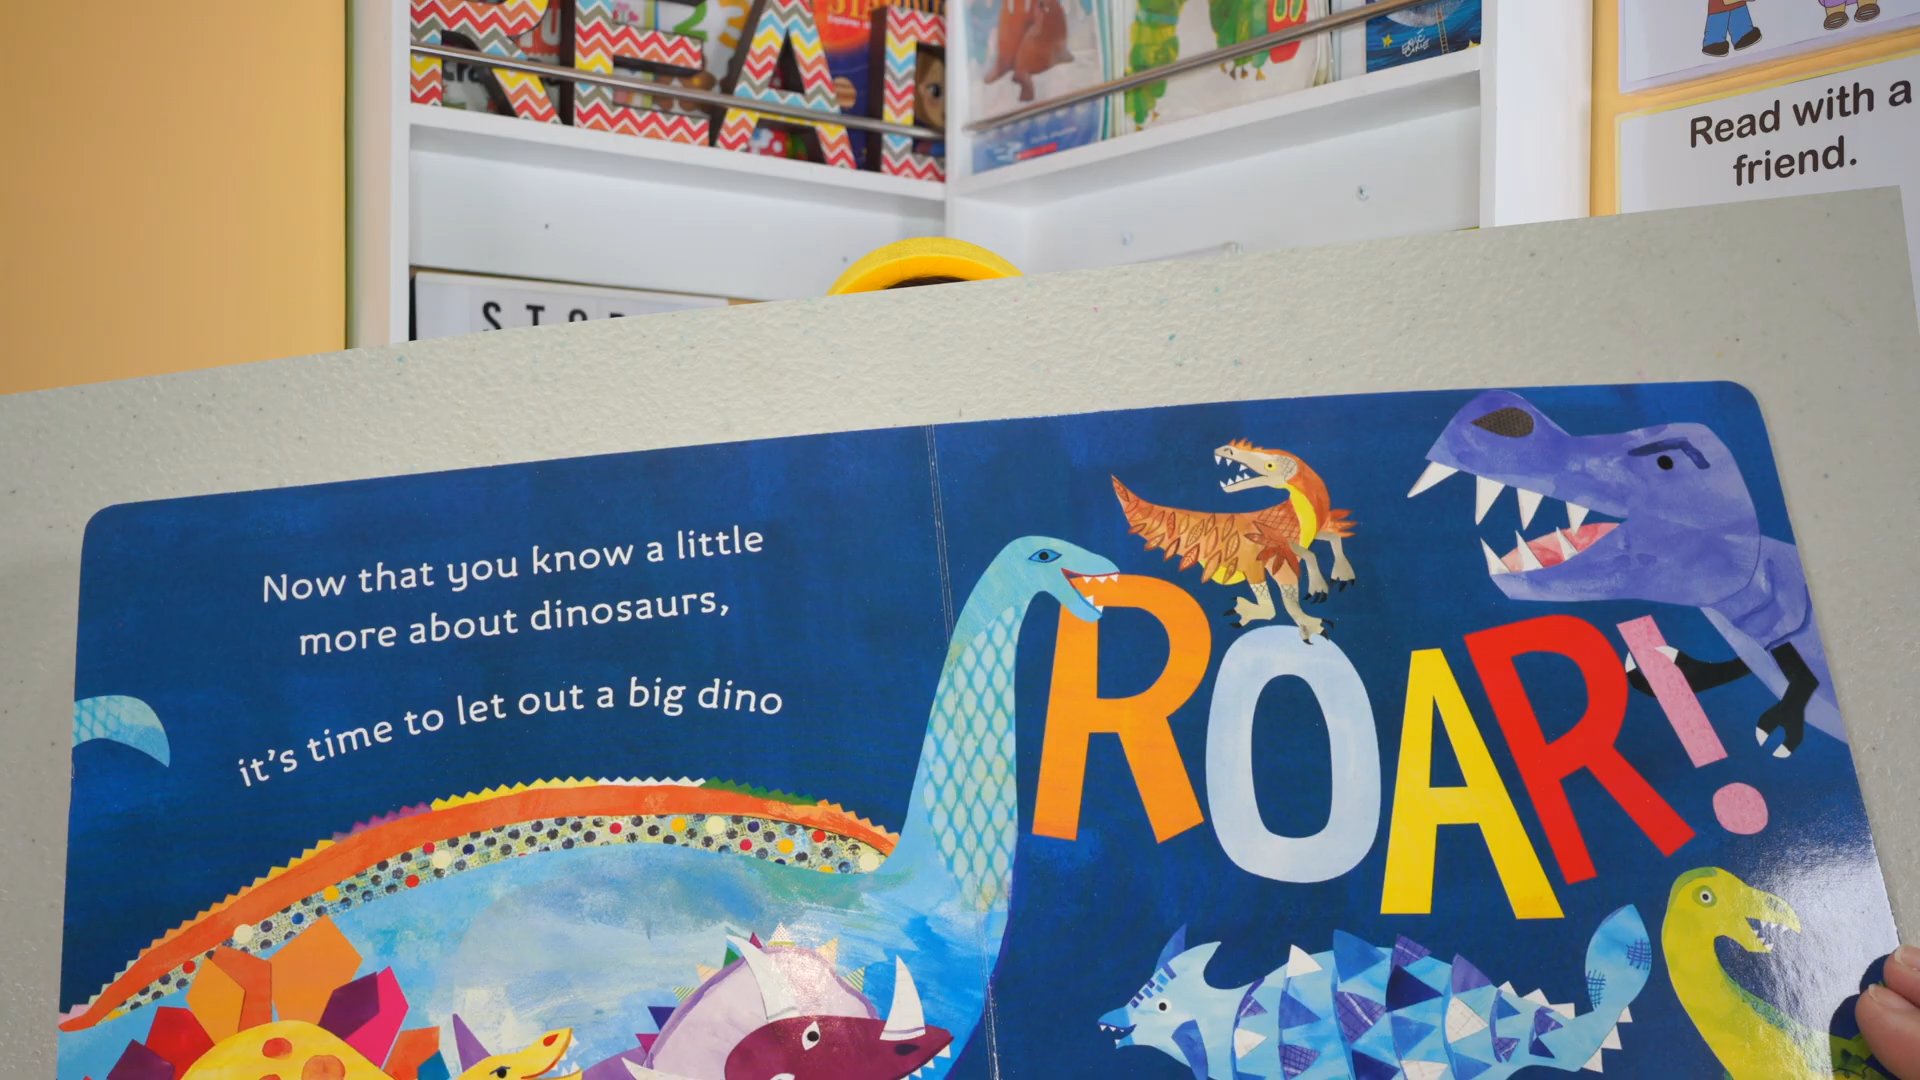 READ
Read with a
friend.
Now that you know a little
more about dinosaurs,
it's time to let out a big dino
ROAR!